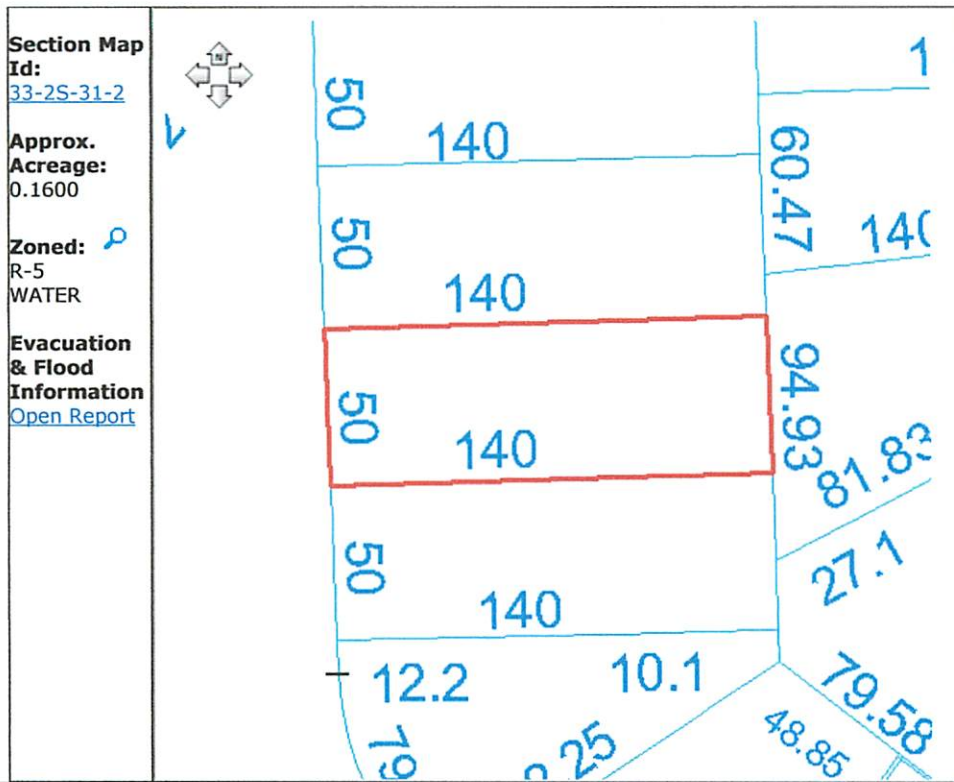 Section Map
Id:
33-2S-31-2
Approx.
Acreage:
0.1600
Zoned:
R-5
WATER
Evacuation
& Flood
Information
Open Report
N
50
140
60.47
50
140
140
50
140
94.93
81.83
50
140
27.1
12.2
10.1
79.58
48.85